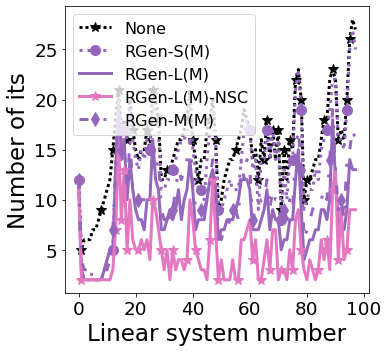 None
RGen-S(M)
RGen-L(M)
RGen-L(M)-NSC
RGen-M(M)
Number of its
25
20
15
10
5
0 20 40 60 80 100
Linear system number